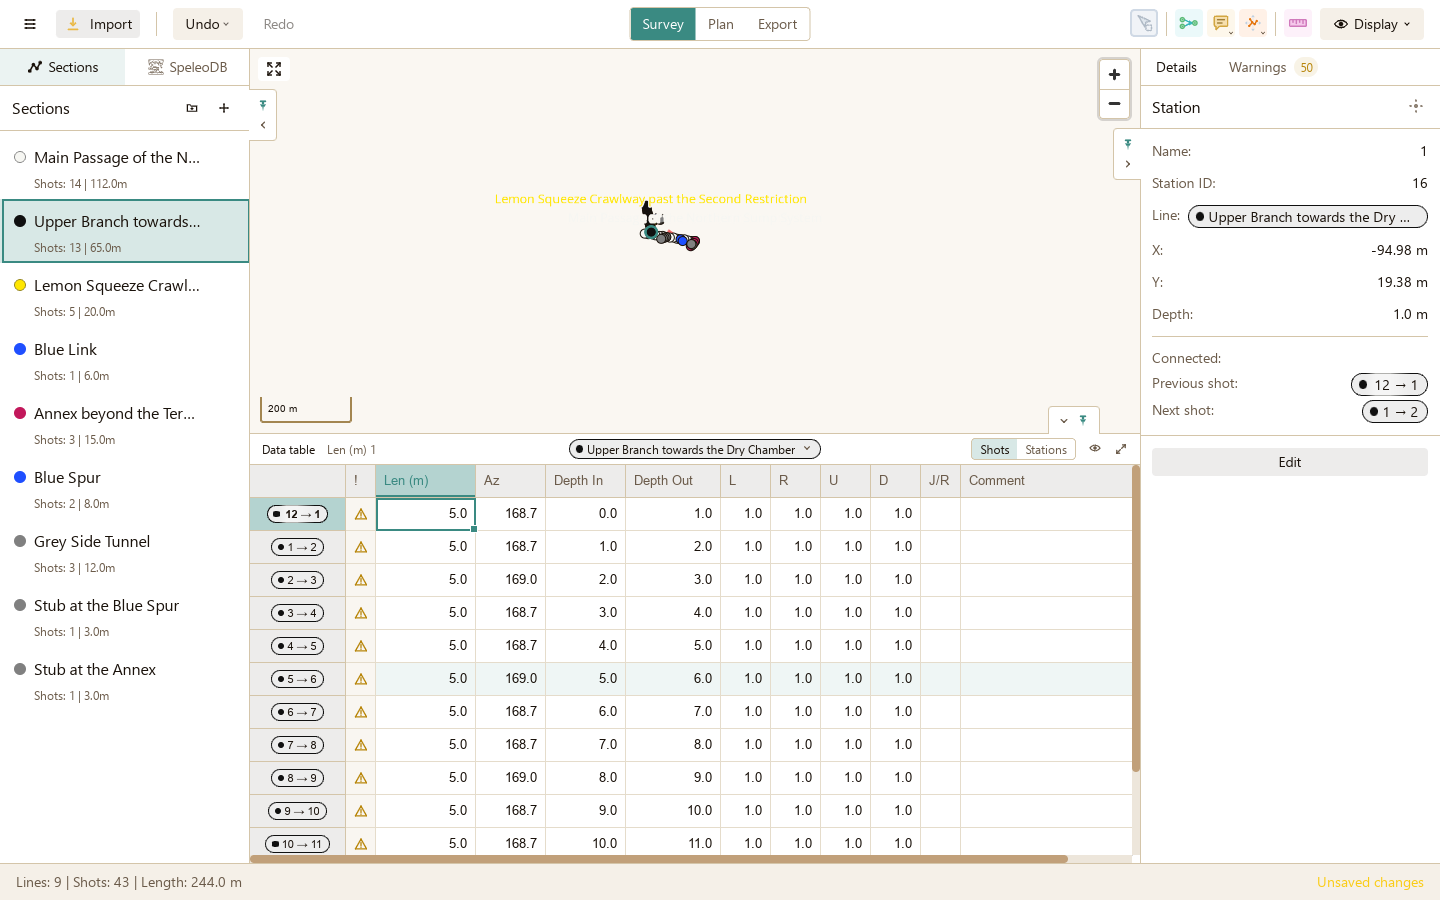 Import
Undo
Redo
Survey
Plan
Export
Display
Sections
SpeleoDB
Sections
Main Passage of the N...
Shots: 14 | 112.0m
Upper Branch towards...
Shots: 13 | 65.0m
Lemon Squeeze Crawl...
Shots: 5 | 20.0m
Blue Link
Shots: 1 | 6.0m
Annex beyond the Ter...
Shots: 3 | 15.0m
Blue Spur
Shots: 2 | 8.0m
Grey Side Tunnel
Shots: 3 | 12.0m
Stub at the Blue Spur
Shots: 1 | 3.0m
Stub at the Annex
Shots: 1 | 3.0m
Lemon Squeeze Crawlway past the Second Restriction
200 m
Data table Len (m) 1
Upper Branch towards the Dry Chamber
Shots Stations
! Len (m) Az Depth In Depth Out L R U D J/R Comment
12 → 1 5.0 168.7 0.0 1.0 1.0 1.0 1.0 1.0
1 → 2 5.0 168.7 1.0 2.0 1.0 1.0 1.0 1.0
2 → 3 5.0 169.0 2.0 3.0 1.0 1.0 1.0 1.0
3 → 4 5.0 168.7 3.0 4.0 1.0 1.0 1.0 1.0
4 → 5 5.0 168.7 4.0 5.0 1.0 1.0 1.0 1.0
5 → 6 5.0 169.0 5.0 6.0 1.0 1.0 1.0 1.0
6 → 7 5.0 168.7 6.0 7.0 1.0 1.0 1.0 1.0
7 → 8 5.0 168.7 7.0 8.0 1.0 1.0 1.0 1.0
8 → 9 5.0 169.0 8.0 9.0 1.0 1.0 1.0 1.0
9 → 10 5.0 168.7 9.0 10.0 1.0 1.0 1.0 1.0
10 → 11 5.0 168.7 10.0 11.0 1.0 1.0 1.0 1.0
Details
Warnings 50
Station
Name: 1
Station ID: 16
Line: Upper Branch towards the Dry ...
X: -94.98 m
Y: 19.38 m
Depth: 1.0 m
Connected:
Previous shot: 12 → 1
Next shot: 1 → 2
Edit
Lines: 9 | Shots: 43 | Length: 244.0 m
Unsaved changes